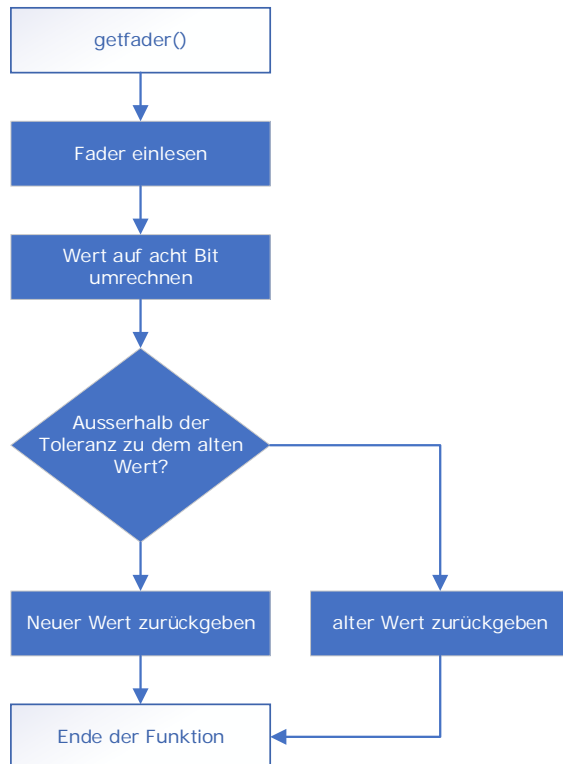 getfader()
Fader einlesen
Wert auf acht Bit
umrechnen
Ausserhalb der
Toleranz zu dem alten
Wert?
Neuer Wert zurückgeben
alter Wert zurückgeben
Ende der Funktion